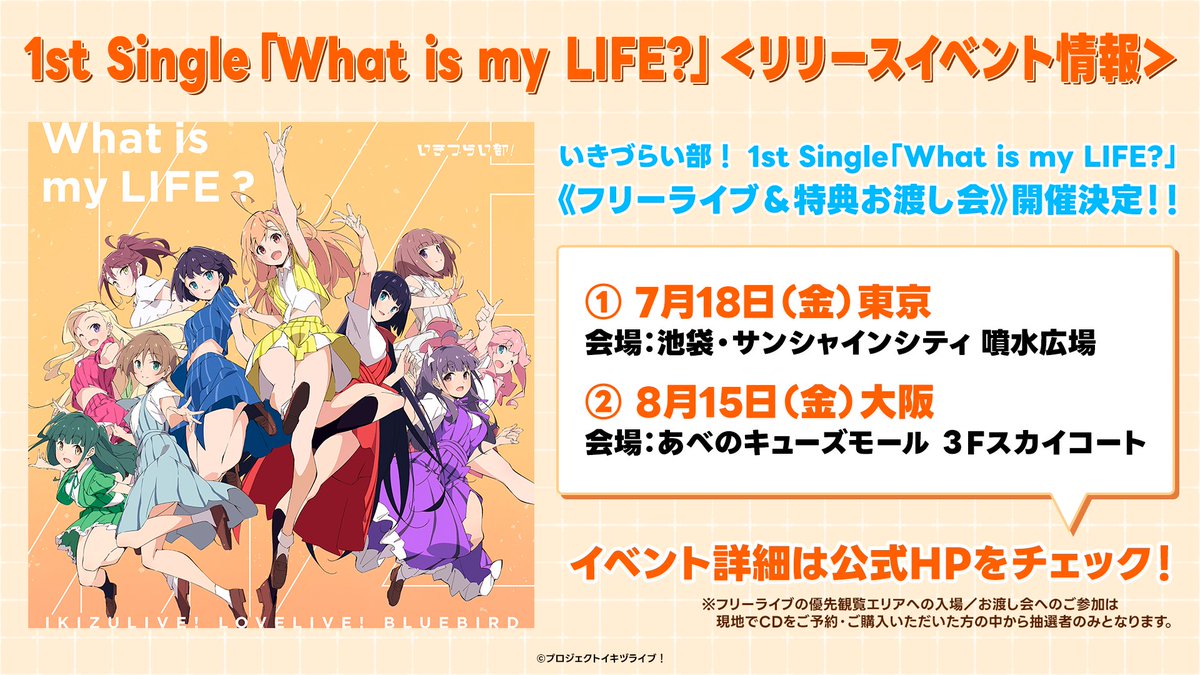 1st Single「What is my LIFE?」<リリースイベント情報>
What is
my LIFE ?
いきづらい部!
IKIZULIVE! LOVELIVE! BLUEBIRD
いきづらい部! 1st Single「What is my LIFE?」
《フリーライブ&特典お渡し会》開催決定!!
① 7月18日(金)東京
会場:池袋・サンシャインシティ 噴水広場
② 8月15日(金)大阪
会場:あべのキューズモール 3Fスカイコート
イベント詳細は公式HPをチェック!
※フリーライブの優先観覧エリアへの入場/お渡し会へのご参加は
現地でCDをご予約・ご購入いただいた方の中から抽選者のみとなります。
©プロジェクトイキヅライブ!